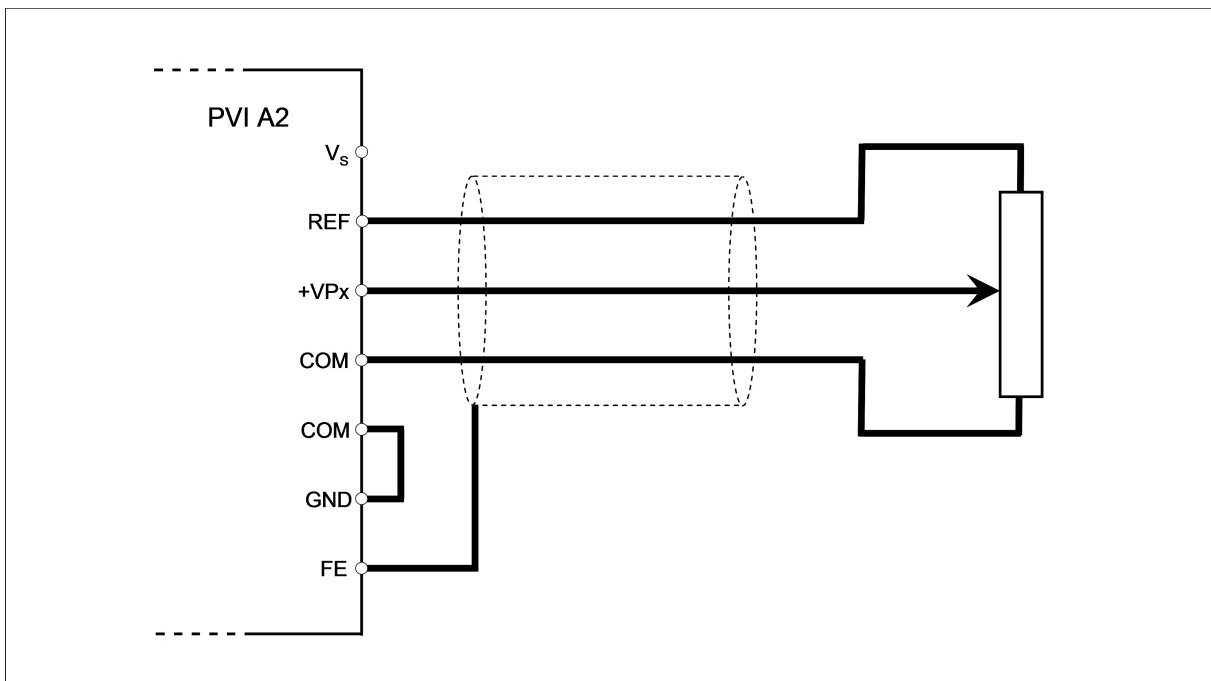 PVI A2
Vs
REF
+VPx
COM
COM
GND
FE